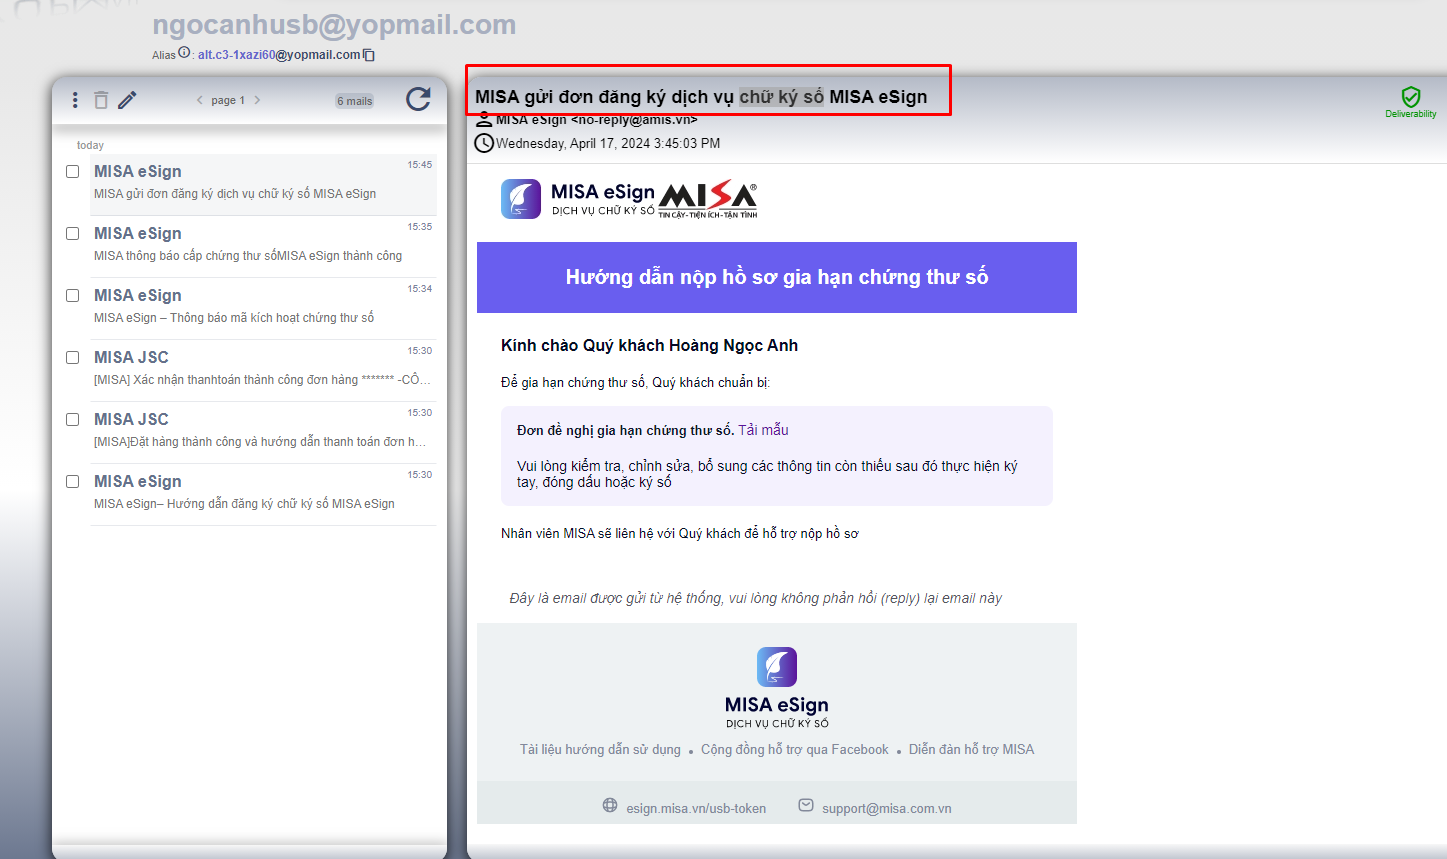 ngocanhusb@yopmail.com
Alias : alt.c3-1xazi60@yopmail.com
page 1
6 mails
today
MISA eSign 15:45
MISA gửi đơn đăng ký dịch vụ chữ ký số MISA eSign
MISA eSign 15:35
MISA thông báo cấp chứng thư sốMISA eSign thành công
MISA eSign 15:34
MISA eSign – Thông báo mã kích hoạt chứng thư số
MISA JSC 15:30
[MISA] Xác nhận thanhtoán thành công đơn hàng ******* -CÔ...
MISA JSC 15:30
[MISA]Đặt hàng thành công và hướng dẫn thanh toán đơn h...
MISA eSign 15:30
MISA eSign– Hướng dẫn đăng ký chữ ký số MISA eSign
MISA gửi đơn đăng ký dịch vụ chữ ký số MISA eSign
MISA eSign <no-reply@amis.vn>
Wednesday, April 17, 2024 3:45:03 PM
Deliverability
MISA eSign
DỊCH VỤ CHỮ KÝ SỐ
MISA®
TIN CẬY-TIỆN ÍCH-TẬN TÌNH
Hướng dẫn nộp hồ sơ gia hạn chứng thư số
Kính chào Quý khách Hoàng Ngọc Anh
Để gia hạn chứng thư số, Quý khách chuẩn bị:
Đơn đề nghị gia hạn chứng thư số. Tải mẫu
Vui lòng kiểm tra, chỉnh sửa, bổ sung các thông tin còn thiếu sau đó thực hiện ký
tay, đóng dấu hoặc ký số
Nhân viên MISA sẽ liên hệ với Quý khách để hỗ trợ nộp hồ sơ
Đây là email được gửi từ hệ thống, vui lòng không phản hồi (reply) lại email này
MISA eSign
DỊCH VỤ CHỮ KÝ SỐ
Tài liệu hướng dẫn sử dụng • Cộng đồng hỗ trợ qua Facebook • Diễn đàn hỗ trợ MISA
esign.misa.vn/usb-token support@misa.com.vn